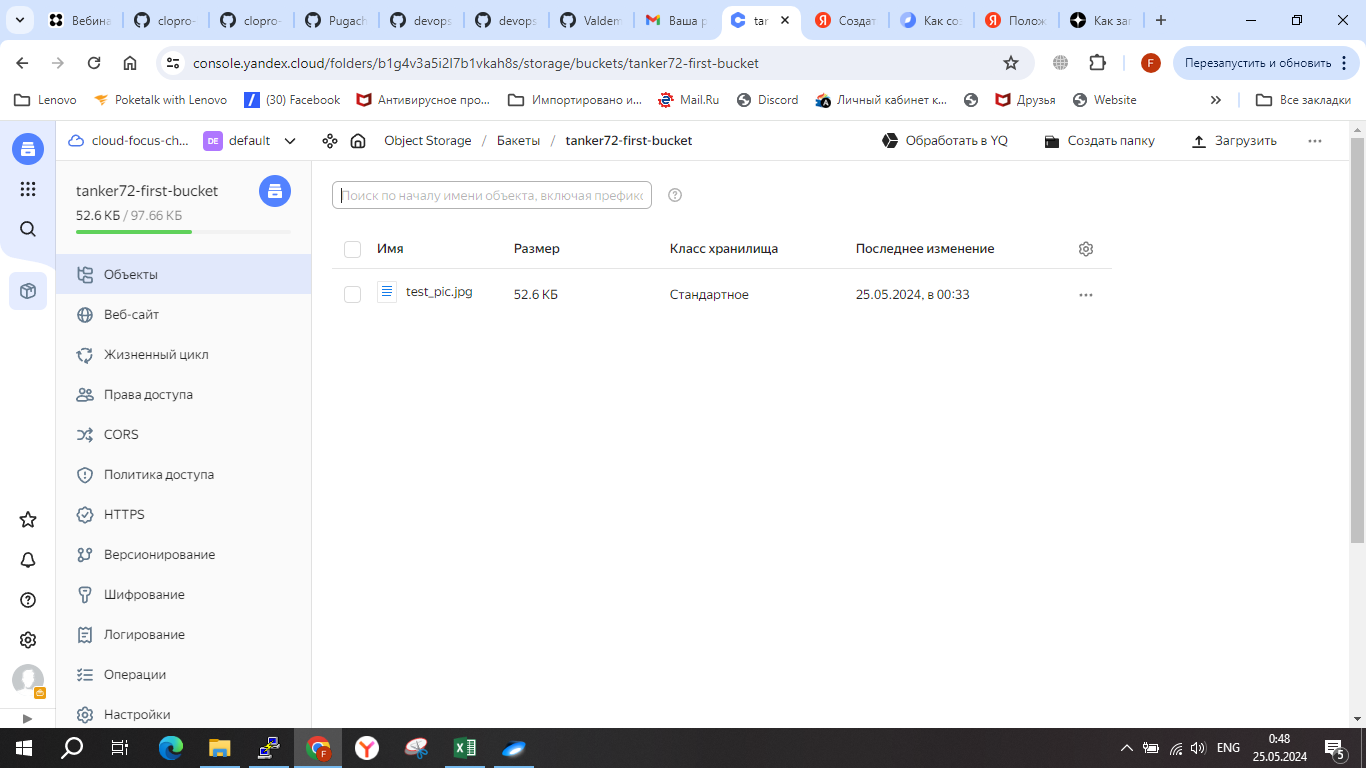 Вебина
clopro-
clopro-
Pugach
devops
devops
Valdem
Ваша р
tan
Создат
Как соз
Полож
Как заг
console.yandex.cloud/folders/b1g4v3a5i2l7b1vkah8s/storage/buckets/tanker72-first-bucket
F
Перезапустить и обновить
Lenovo
Poketalk with Lenovo
(30) Facebook
Антивирусное про...
Импортировано и...
Mail.Ru
Discord
Личный кабинет к...
Друзья
Website
Все закладки
cloud-focus-ch...
DE
default
Object Storage / Бакеты / tanker72-first-bucket
Обработать в YQ
Создать папку
Загрузить
tanker72-first-bucket
52.6 КБ / 97.66 КБ
Объекты
Веб-сайт
Жизненный цикл
Права доступа
CORS
Политика доступа
HTTPS
Версионирование
Шифрование
Логирование
Операции
Настройки
Поиск по началу имени объекта, включая префикс
Имя Размер Класс хранилища Последнее изменение
test_pic.jpg 52.6 КБ Стандартное 25.05.2024, в 00:33
ENG
0:48
25.05.2024
5